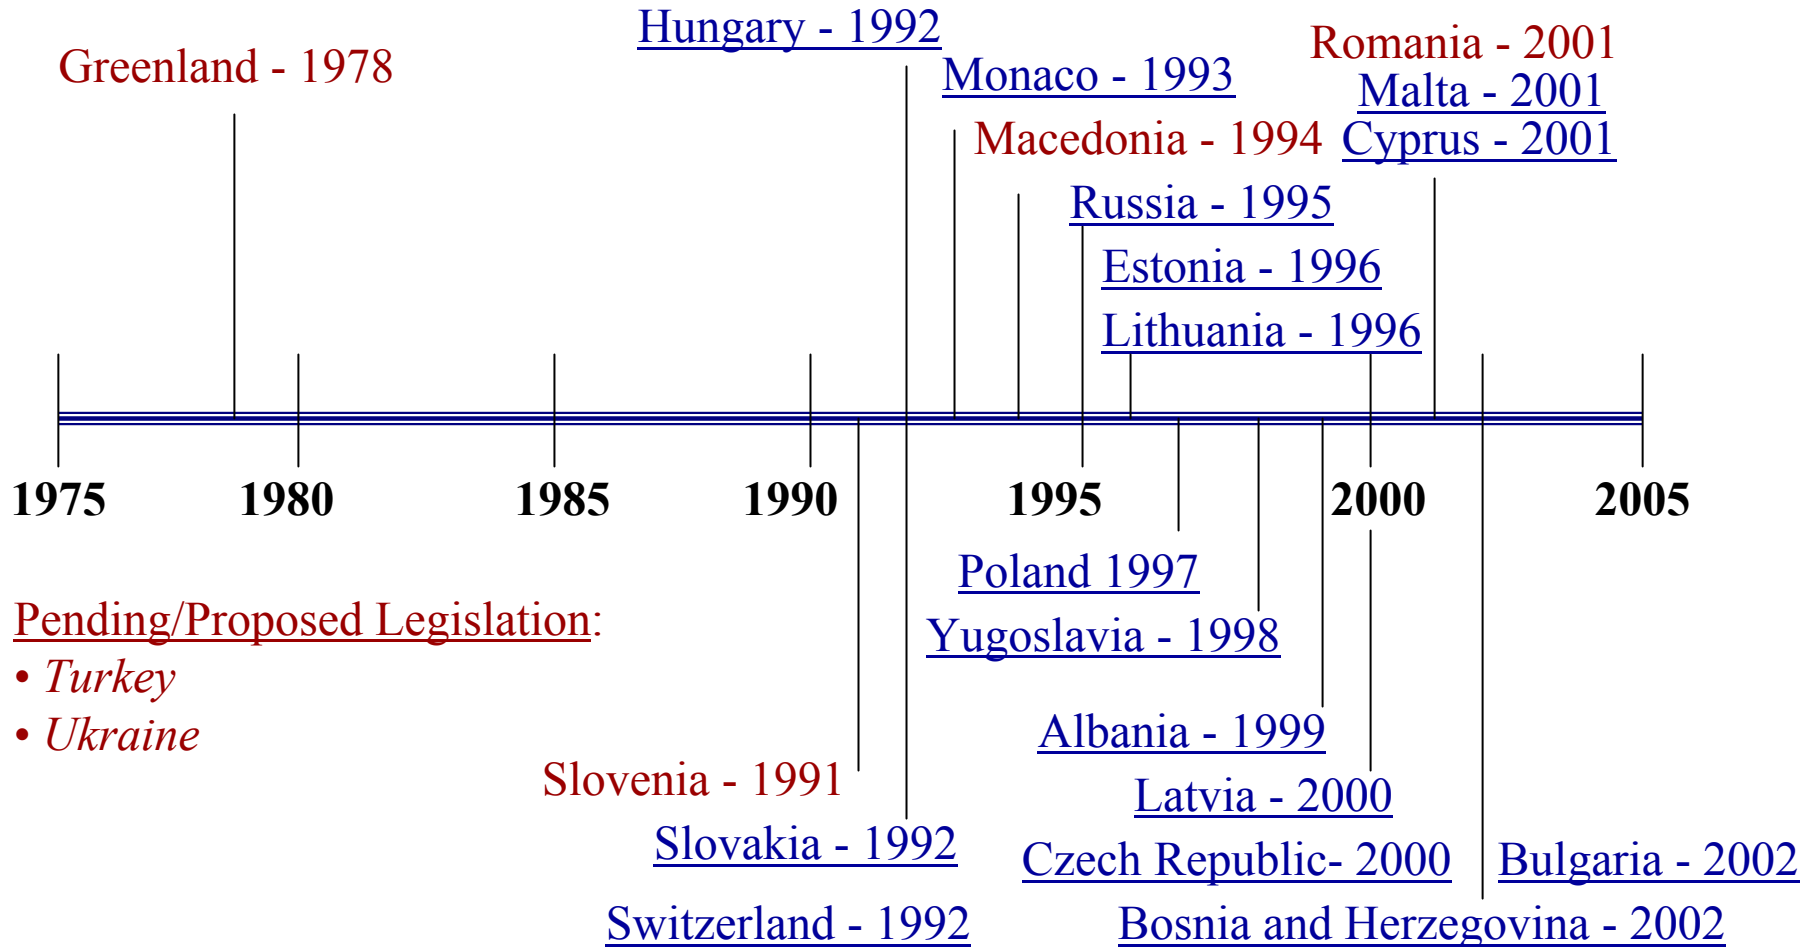 Hungary - 1992
Romania - 2001
Greenland - 1978
Monaco - 1993
Malta - 2001
Macedonia - 1994
Cyprus - 2001
Russia - 1995
Estonia - 1996
Lithuania - 1996
1975 1980 1985 1990 1995 2000 2005
Poland 1997
Pending/Proposed Legislation:
Yugoslavia - 1998
• Turkey
• Ukraine
Albania - 1999
Slovenia - 1991
Latvia - 2000
Slovakia - 1992
Czech Republic- 2000
Bulgaria - 2002
Switzerland - 1992
Bosnia and Herzegovina - 2002